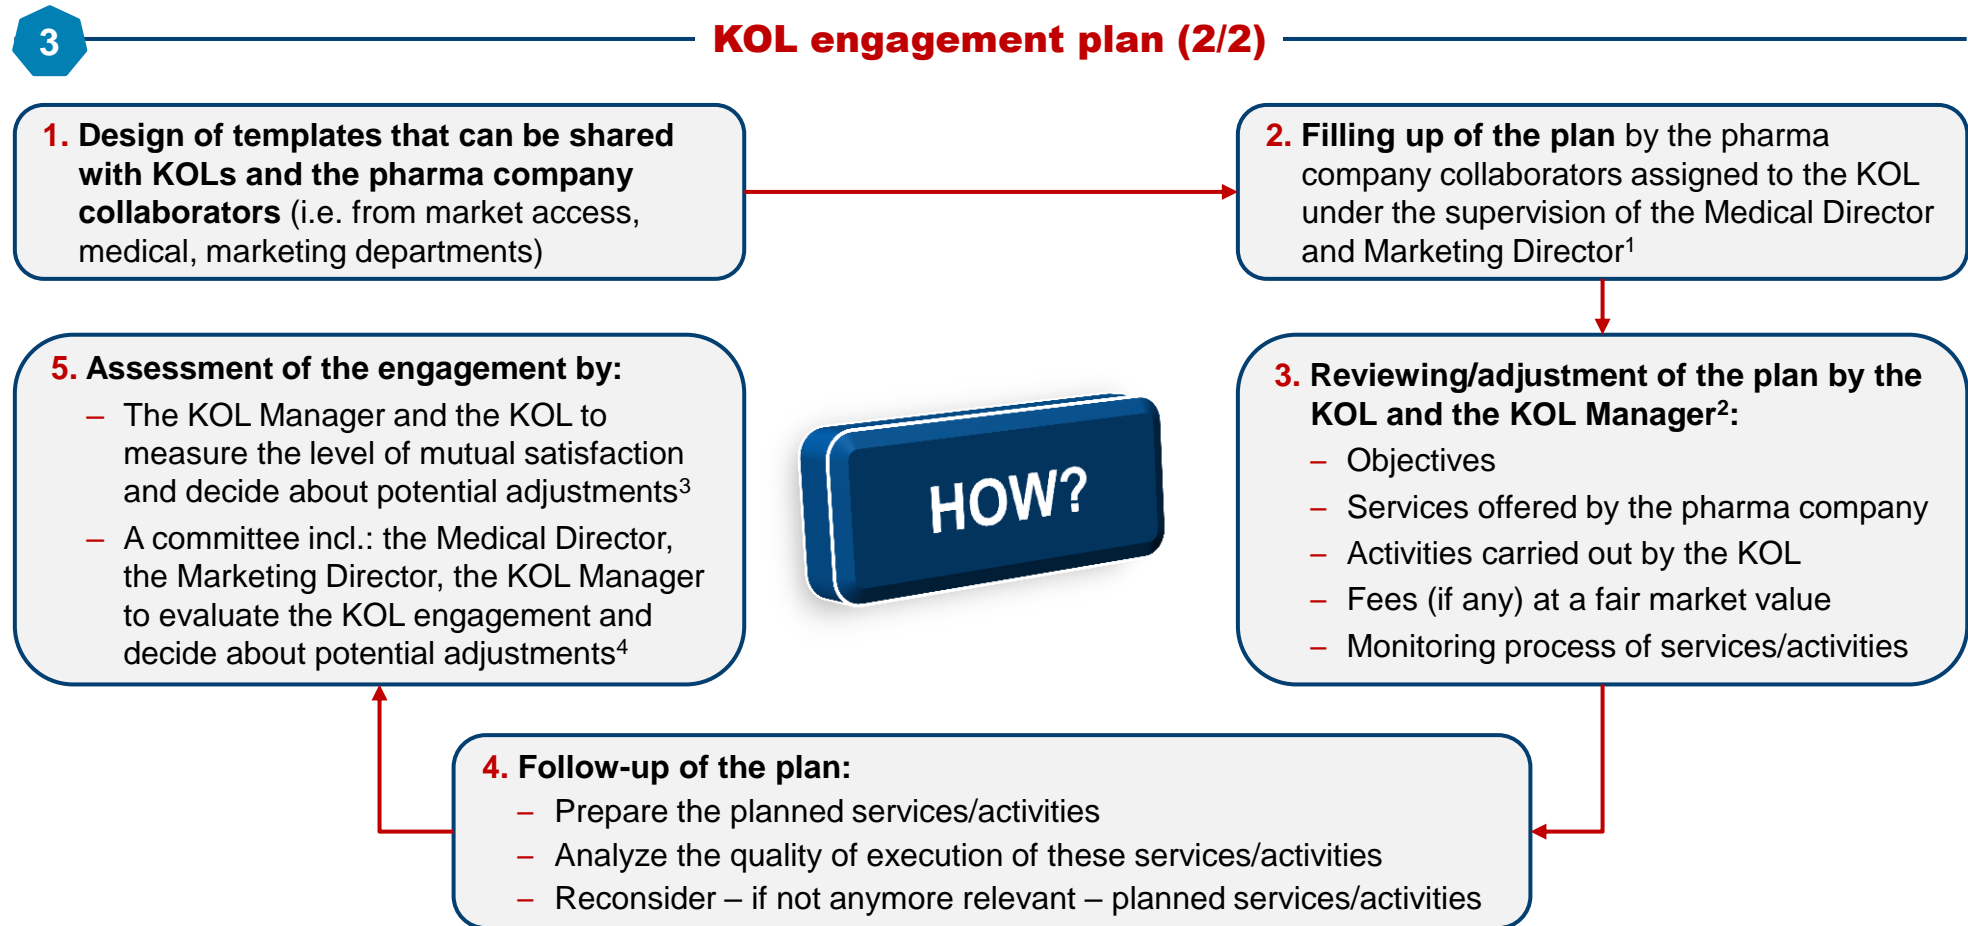 3
KOL engagement plan (2/2)
1. Design of templates that can be shared
with KOLs and the pharma company
collaborators (i.e. from market access,
medical, marketing departments)
2. Filling up of the plan by the pharma
company collaborators assigned to the KOL
under the supervision of the Medical Director
and Marketing Director¹
3. Reviewing/adjustment of the plan by the
KOL and the KOL Manager²:
– Objectives
– Services offered by the pharma company
– Activities carried out by the KOL
– Fees (if any) at a fair market value
– Monitoring process of services/activities
HOW?
4. Follow-up of the plan:
– Prepare the planned services/activities
– Analyze the quality of execution of these services/activities
– Reconsider – if not anymore relevant – planned services/activities
5. Assessment of the engagement by:
– The KOL Manager and the KOL to
measure the level of mutual satisfaction
and decide about potential adjustments³
– A committee incl.: the Medical Director,
the Marketing Director, the KOL Manager
to evaluate the KOL engagement and
decide about potential adjustments⁴